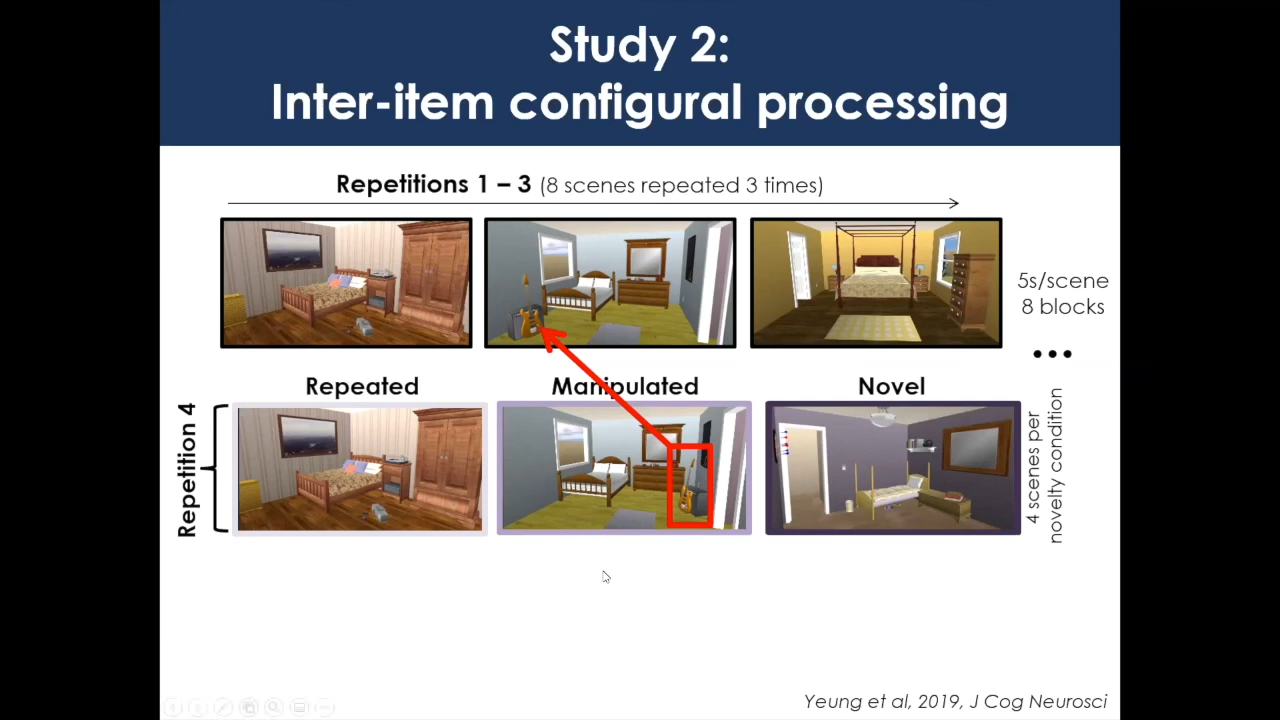 Study 2:
Inter-item configural processing
Repetitions 1 – 3 (8 scenes repeated 3 times)
5s/scene
8 blocks
•••
Repeated
Manipulated
Novel
Repetition 4
4 scenes per
novelty condition
Yeung et al, 2019, J Cog Neurosci